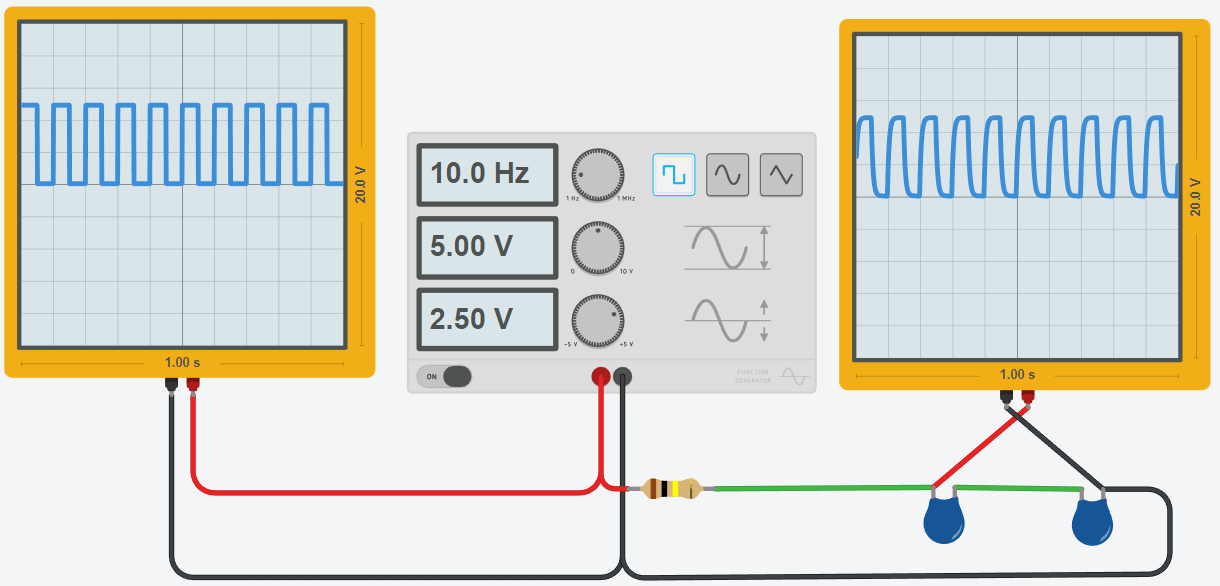 20.0 V
1.00 s
10.0 Hz
1 Hz
1 MHz
5.00 V
0
10 V
2.50 V
-5 V
+5 V
ON
FUNCTION
GENERATOR
20.0 V
1.00 s